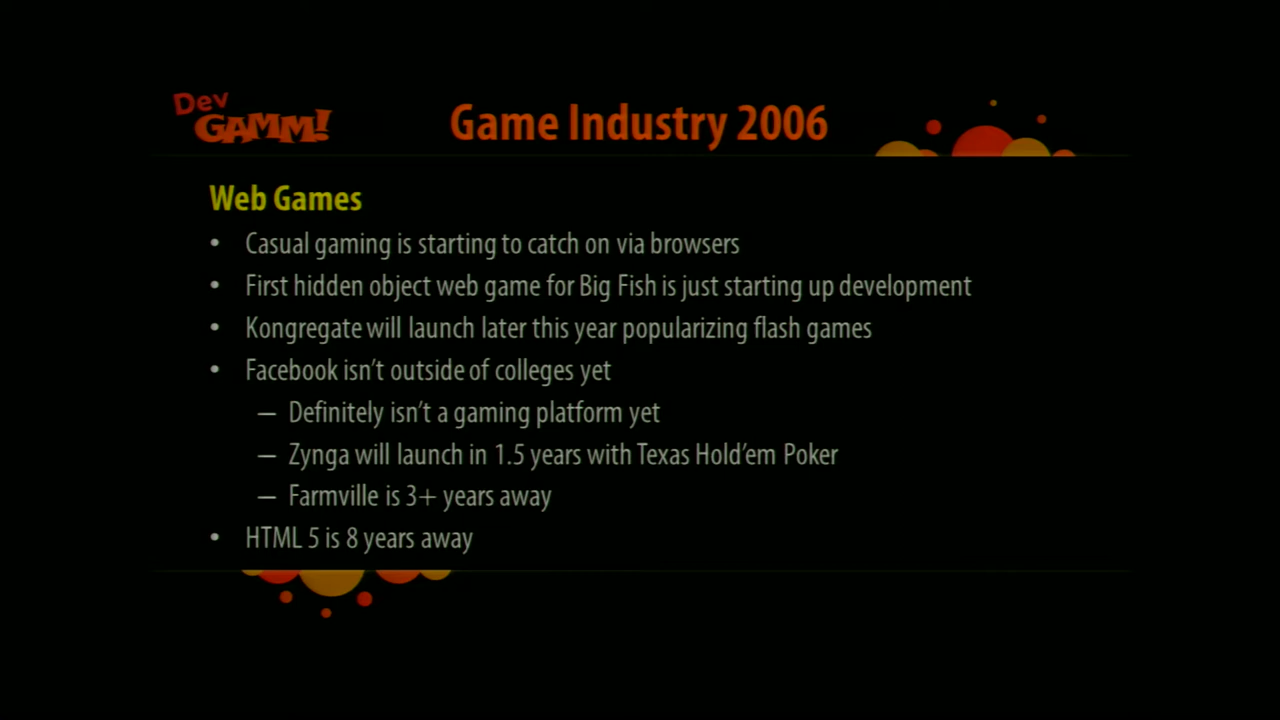 Dev
GAMM!
Game Industry 2006
Web Games
• Casual gaming is starting to catch on via browsers
• First hidden object web game for Big Fish is just starting up development
• Kongregate will launch later this year popularizing flash games
• Facebook isn't outside of colleges yet
— Definitely isn't a gaming platform yet
— Zynga will launch in 1.5 years with Texas Hold'em Poker
— Farmville is 3+ years away
• HTML 5 is 8 years away